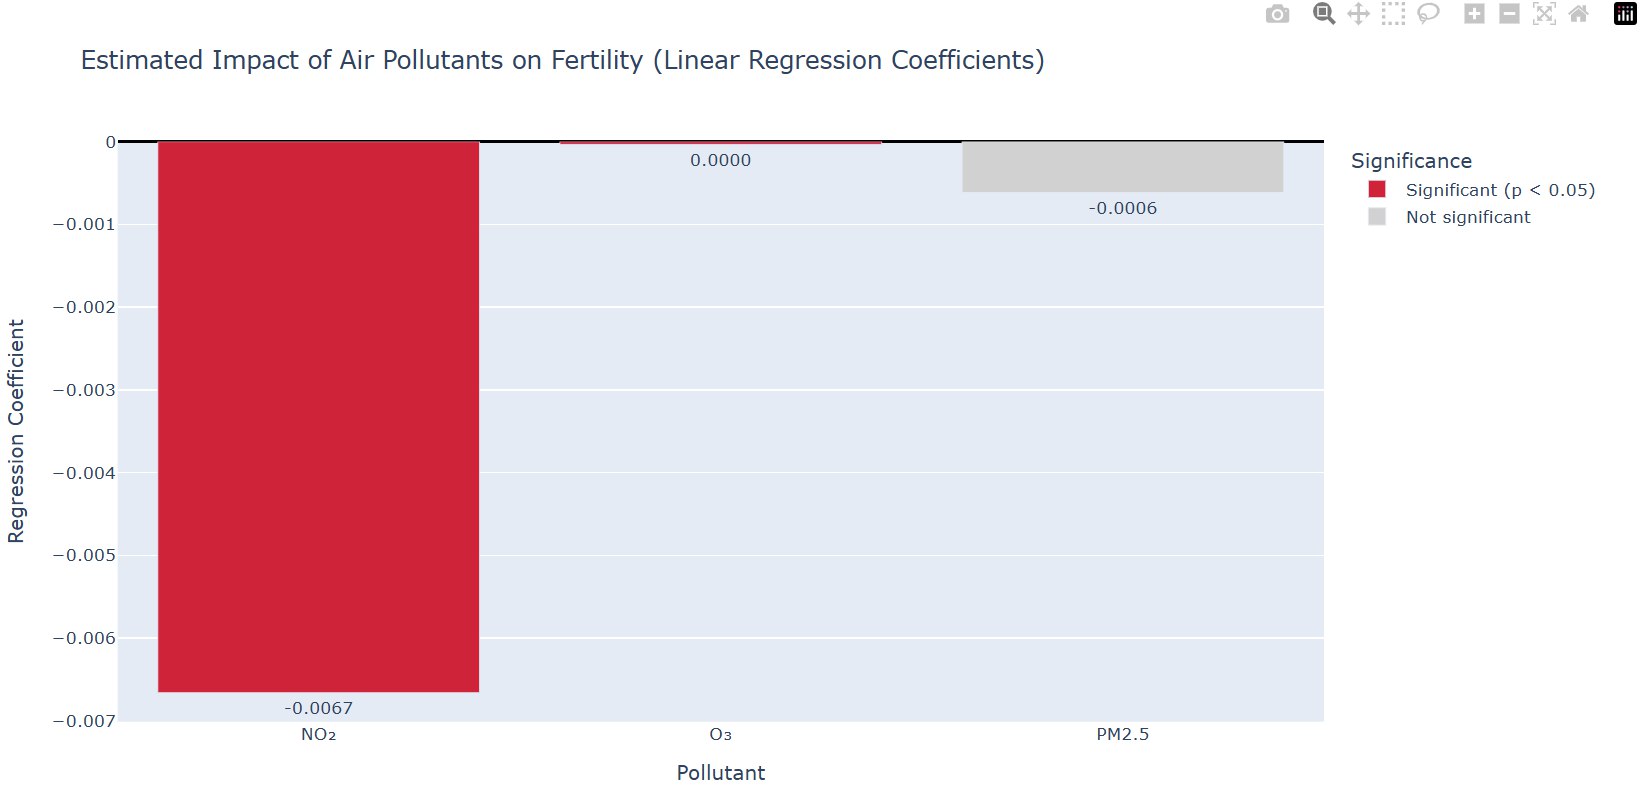 Estimated Impact of Air Pollutants on Fertility (Linear Regression Coefficients)
0
−0.001
−0.002
−0.003
−0.004
−0.005
−0.006
−0.007
Regression Coefficient
-0.0067
0.0000
-0.0006
NO₂
O₃
PM2.5
Pollutant
Significance
Significant (p < 0.05)
Not significant